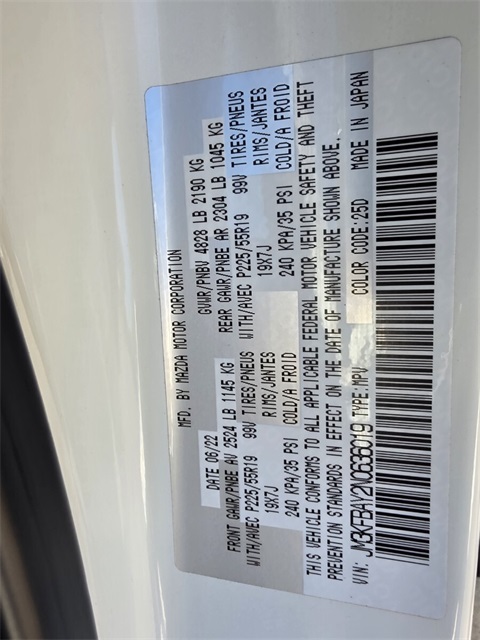 MFD. BY MAZDA MOTOR CORPORATION
DATE 06/22 GVWR/PNBV 4828 LB 2190 KG
FRONT GAWR/PNBE AV 2524 LB 1145 KG REAR GAWR/PNBE AR 2304 LB 1045 KG
WITH/AVEC P225/55R19 99V TIRES/PNEUS WITH/AVEC P225/55R19 99V TIRES/PNEUS
19X7J RIMS/JANTES 19X7J RIMS/JANTES
240 KPA/35 PSI COLD/A FROID 240 KPA/35 PSI COLD/A FROID
THIS VEHICLE CONFORMS TO ALL APPLICABLE FEDERAL MOTOR VEHICLE SAFETY AND THEFT
PREVENTION STANDARDS IN EFFECT ON THE DATE OF MANUFACTURE SHOWN ABOVE.
VIN: JM3KFBAY2N0636019 TYPE:MPV COLOR CODE:25D MADE IN JAPAN